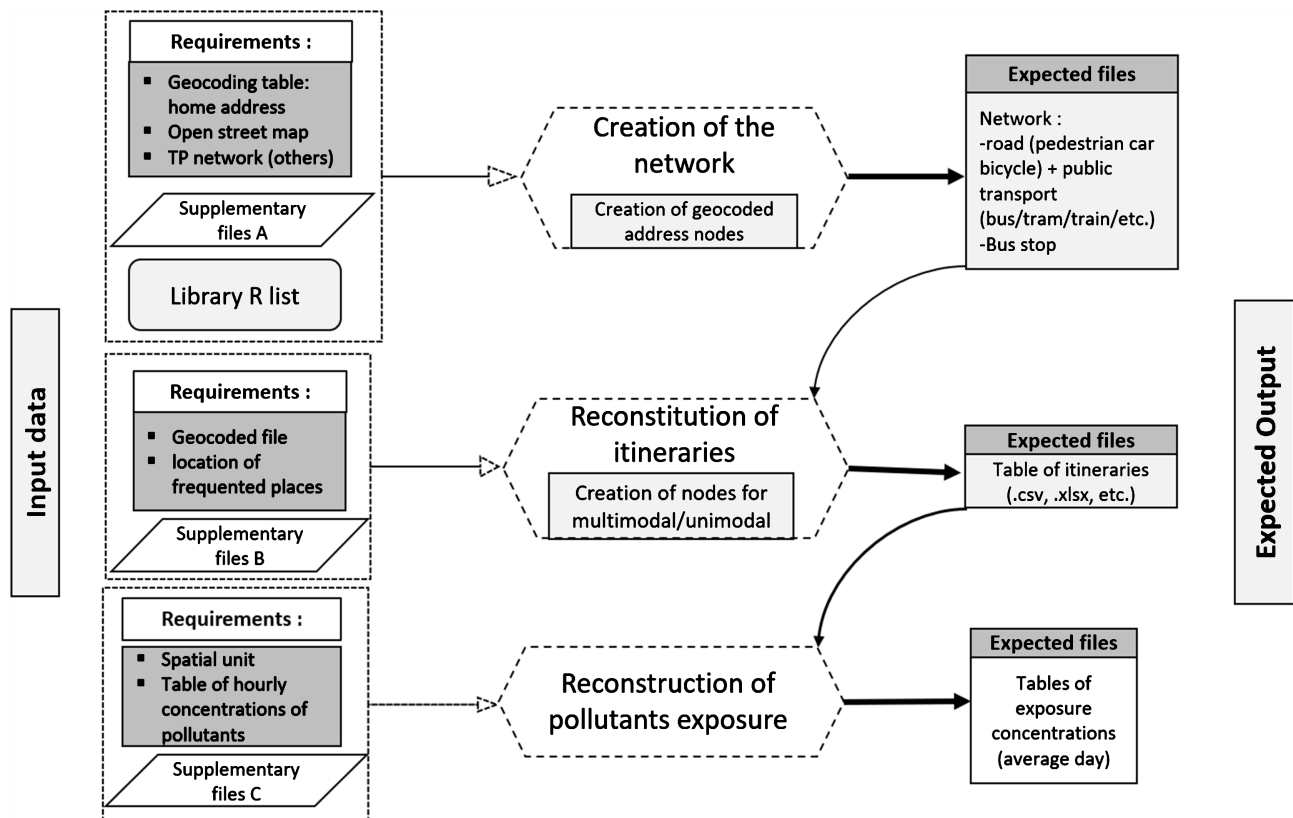 Input data
Requirements :
▪ Geocoding table:
home address
▪ Open street map
▪ TP network (others)
Supplementary
files A
Library R list
Creation of the
network
Creation of geocoded
address nodes
Expected files
Network :
-road (pedestrian car
bicycle) + public
transport
(bus/tram/train/etc.)
-Bus stop
Requirements :
▪ Geocoded file
▪ location of
frequented places
Supplementary
files B
Reconstitution of
itineraries
Creation of nodes for
multimodal/unimodal
Expected files
Table of itineraries
(.csv, .xlsx, etc.)
Requirements :
▪ Spatial unit
▪ Table of hourly
concentrations of
pollutants
Supplementary
files C
Reconstruction of
pollutants exposure
Expected files
Tables of
exposure
concentrations
(average day)
Expected Output